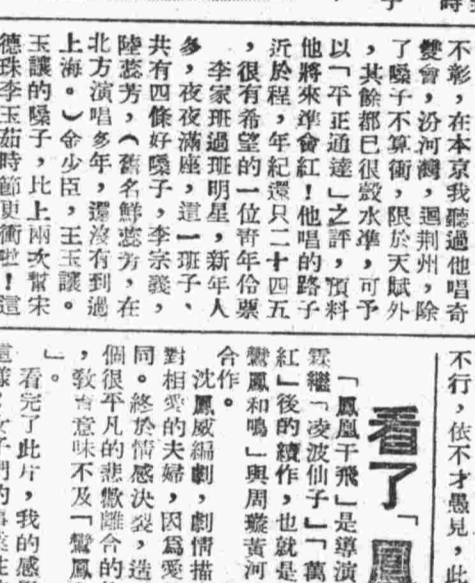 不彰，在本京我聽過他唱奇
雙會，汾河灣，迴荆州，除
了嗓子不算衝，限於天賦外
，其餘都已很殼水準，可予
以「平正通達」之評，預料
他將來準會紅！他唱的路子
近於程，年紀還只二十四五
，很有希望的一位靑年伶票
李家班過班明星，新年人
多，夜夜滿座，這一班子、
共有四條好嗓子，李宗義，
陸蕊芳，（舊名鮮蕊芳，在
北方演唱多年，還沒有到過
上海。）金少臣，王玉讓。
玉讓的嗓子，比上兩次幫宋
德珠李玉茹時節更衝啦！這
不行，依不才愚見，此
看了「鳳
「鳳凰于飛」是導演
霖繼「凌波仙子」「萬
紅」後的續作，也就是
鸞鳳和鳴」與周璇黃河
合作。
沈鳳威編劇，劇情描
對相愛的夫婦，因爲愛
同。終於情感决裂，造
個很平凡的悲歡離合的
，敎育意味不及「鸞鳳
」。
看完了此片，我的感